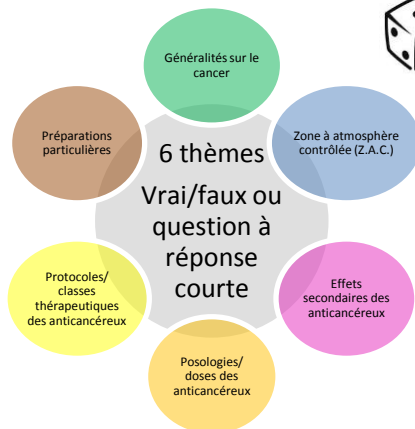 Généralités sur le
cancer
Préparations
particulières
6 thèmes
Vrai/faux ou
question à
réponse
courte
Zone à atmosphère
contrôlée (Z.A.C.)
Protocoles/
classes
thérapeutiques
des anticancéreux
Effets
secondaires des
anticancéreux
Posologies/
doses des
anticancéreux